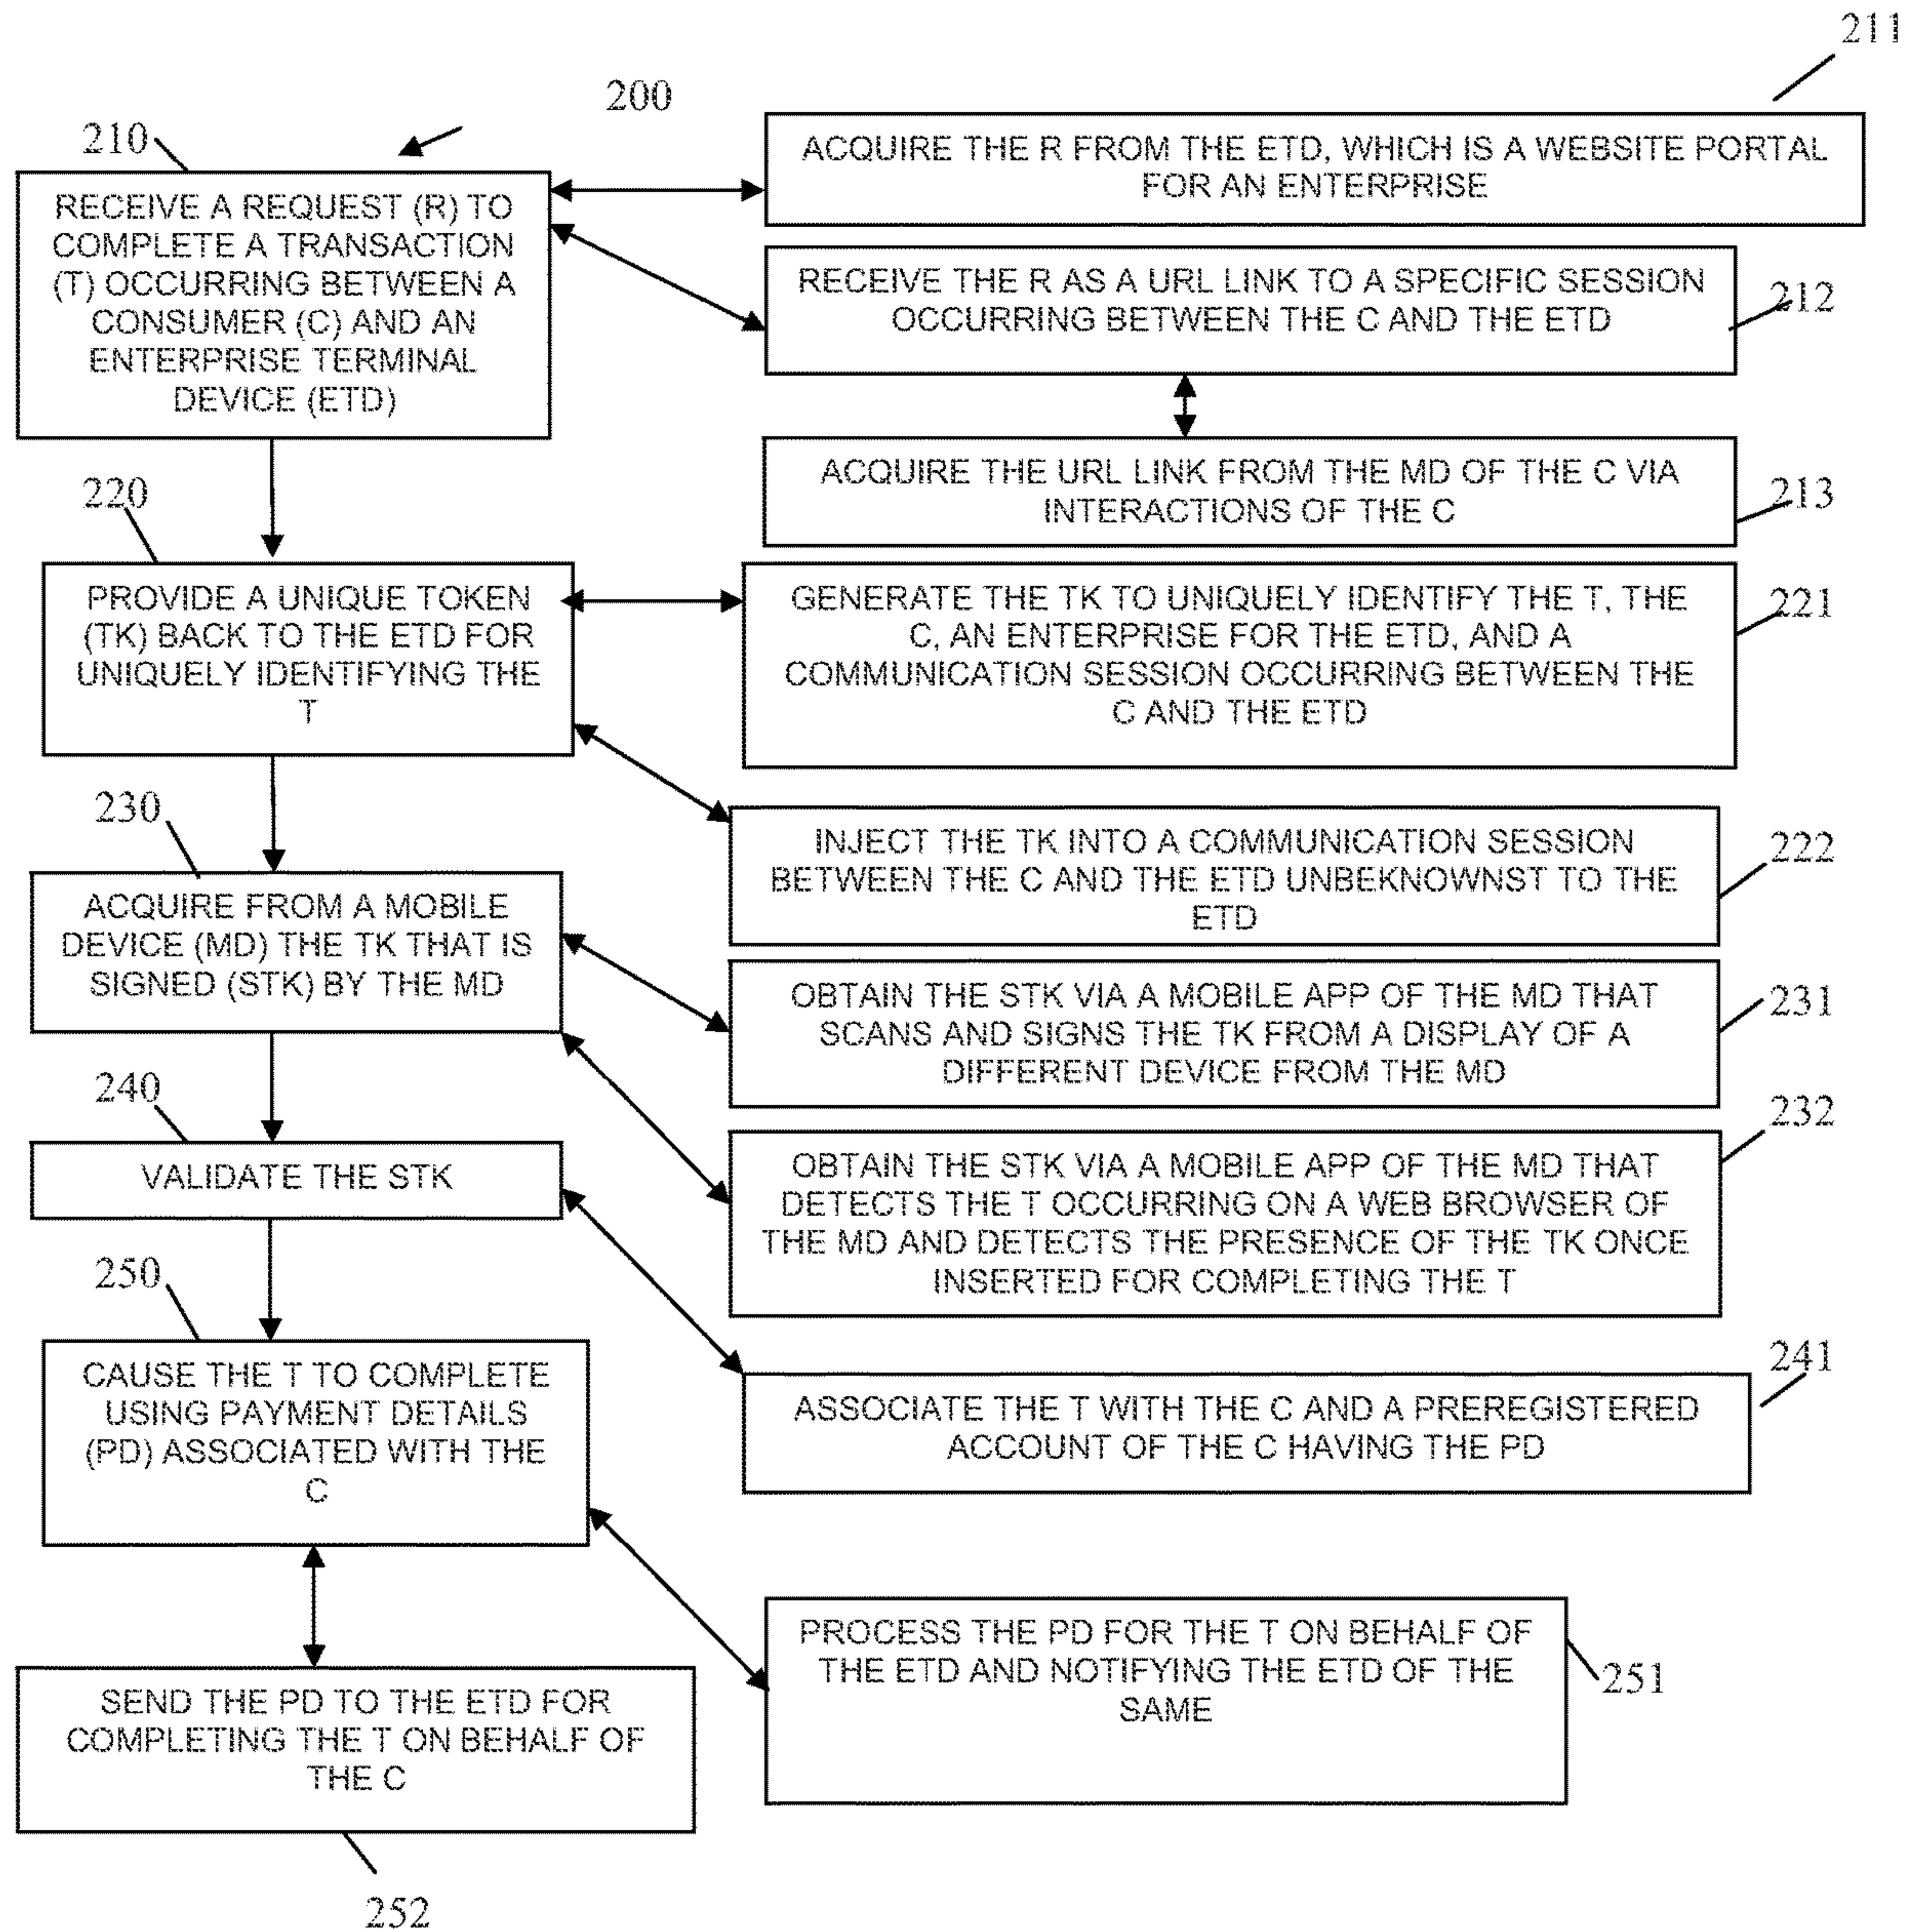 211
200
210
ACQUIRE THE R FROM THE ETD, WHICH IS A WEBSITE PORTAL
FOR AN ENTERPRISE
RECEIVE A REQUEST (R) TO
COMPLETE A TRANSACTION
(T) OCCURRING BETWEEN A
CONSUMER (C) AND AN
ENTERPRISE TERMINAL
DEVICE (ETD)
RECEIVE THE R AS A URL LINK TO A SPECIFIC SESSION
OCCURRING BETWEEN THE C AND THE ETD
212
ACQUIRE THE URL LINK FROM THE MD OF THE C VIA
INTERACTIONS OF THE C
213
220
PROVIDE A UNIQUE TOKEN
(TK) BACK TO THE ETD FOR
UNIQUELY IDENTIFYING THE
T
GENERATE THE TK TO UNIQUELY IDENTIFY THE T, THE
C, AN ENTERPRISE FOR THE ETD, AND A
COMMUNICATION SESSION OCCURRING BETWEEN THE
C AND THE ETD
221
INJECT THE TK INTO A COMMUNICATION SESSION
BETWEEN THE C AND THE ETD UNBEKNOWNST TO THE
ETD
222
230
ACQUIRE FROM A MOBILE
DEVICE (MD) THE TK THAT IS
SIGNED (STK) BY THE MD
OBTAIN THE STK VIA A MOBILE APP OF THE MD THAT
SCANS AND SIGNS THE TK FROM A DISPLAY OF A
DIFFERENT DEVICE FROM THE MD
231
232
OBTAIN THE STK VIA A MOBILE APP OF THE MD THAT
DETECTS THE T OCCURRING ON A WEB BROWSER OF
THE MD AND DETECTS THE PRESENCE OF THE TK ONCE
INSERTED FOR COMPLETING THE T
240
VALIDATE THE STK
241
ASSOCIATE THE T WITH THE C AND A PREREGISTERED
ACCOUNT OF THE C HAVING THE PD
250
CAUSE THE T TO COMPLETE
USING PAYMENT DETAILS
(PD) ASSOCIATED WITH THE
C
PROCESS THE PD FOR THE T ON BEHALF OF
THE ETD AND NOTIFYING THE ETD OF THE
SAME
251
SEND THE PD TO THE ETD FOR
COMPLETING THE T ON BEHALF OF
THE C
252